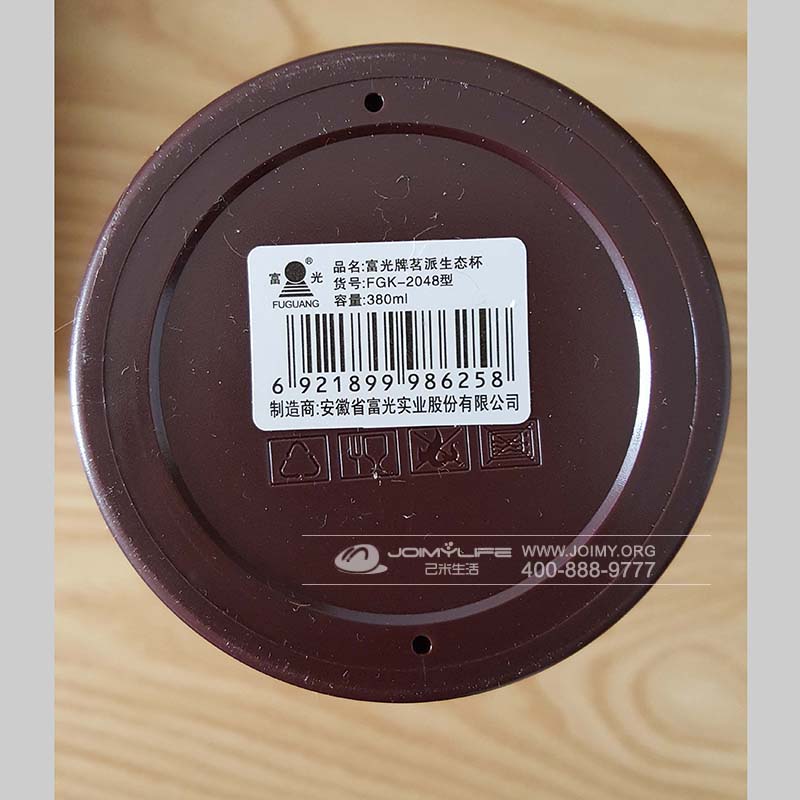 富光
FUGUANG
品名:富光牌茗派生态杯
货号:FGK-2048型
容量:380ml
6 921899 986258
制造商:安徽省富光实业股份有限公司
JOIMYLIFE
己米生活
WWW.JOIMY.ORG
400-888-9777